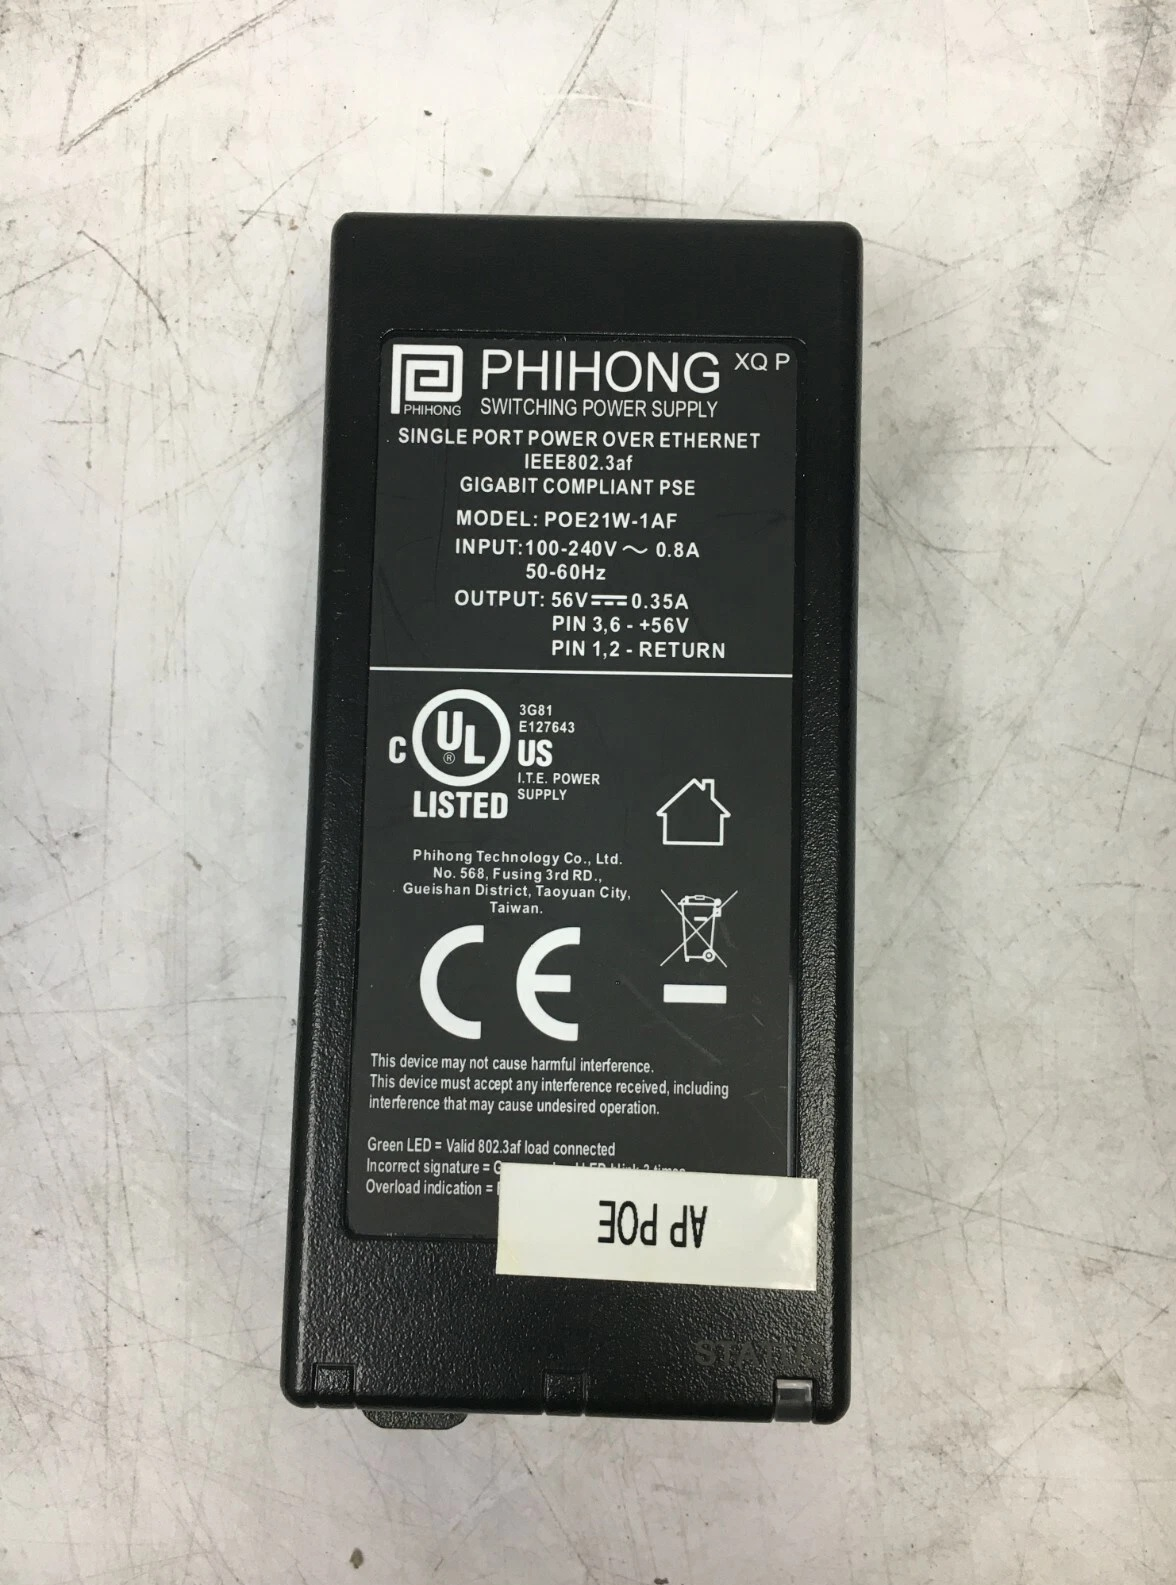 PHIHONG XQ P
PHIHONG
SWITCHING POWER SUPPLY
SINGLE PORT POWER OVER ETHERNET
IEEE802.3af
GIGABIT COMPLIANT PSE
MODEL: POE21W-1AF
INPUT:100-240V ～ 0.8A
50-60Hz
OUTPUT: 56V⎓0.35A
PIN 3,6 - +56V
PIN 1,2 - RETURN
C UL ® US
LISTED
3G81
E127643
I.T.E. POWER
SUPPLY
Phihong Technology Co., Ltd.
No. 568, Fusing 3rd RD.,
Gueishan District, Taoyuan City,
Taiwan.
CE
This device may not cause harmful interference.
This device must accept any interference received, including
interference that may cause undesired operation.
Green LED = Valid 802.3af load connected
Incorrect signature = LED blink 2 times
Overload indication =
AP POE